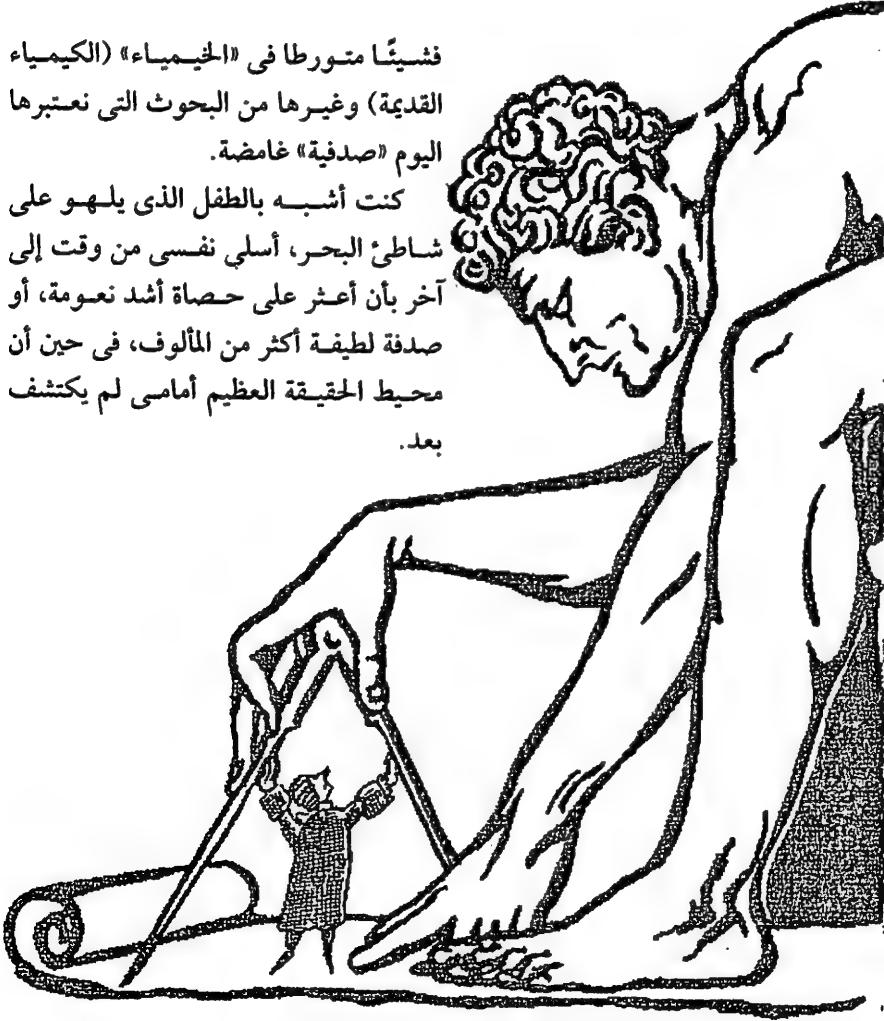 فشيئًا متورطا فى «الخيمياء» (الكيمياء
القديمة) وغيرها من البحوث التى نعتبرها
اليوم «صدفية» غامضة.
كنت أشبه بالطفل الذى يلهو على
شاطئ البحر، أسلي نفسى من وقت إلى
آخر بأن أعثر على حصاة أشد نعومة، أو
صدفة لطيفة أكثر من المألوف، فى حين أن
محيط الحقيقة العظيم أمامى لم يكتشف
بعد.